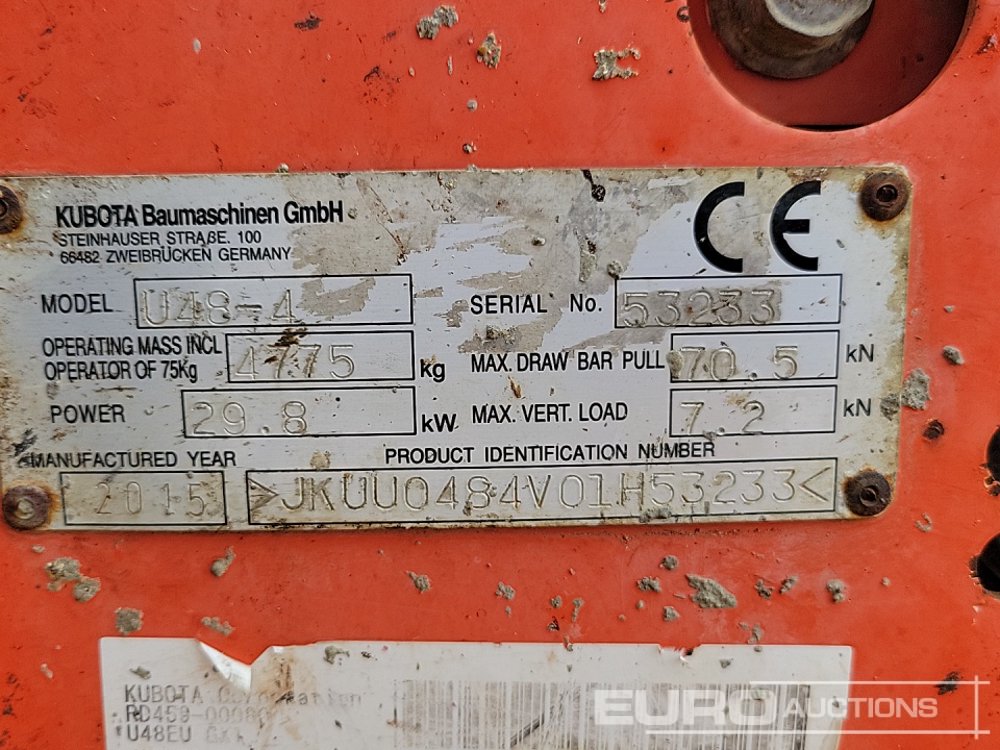 KUBOTA Baumaschinen GmbH
STEINHAUSER STRAßE. 100
66482 ZWEIBRÜCKEN GERMANY
CE
MODEL U48-4 SERIAL No. 53233
OPERATING MASS INCL
OPERATOR OF 75Kg 4775 kg MAX. DRAW BAR PULL 70.5 kN
POWER 29.8 kW MAX. VERT. LOAD 7.2 kN
MANUFACTURED YEAR PRODUCT IDENTIFICATION NUMBER
2015 >JKUU0484V01H53233<
KUBOTA Corporation
U48EU
EURO AUCTIONS